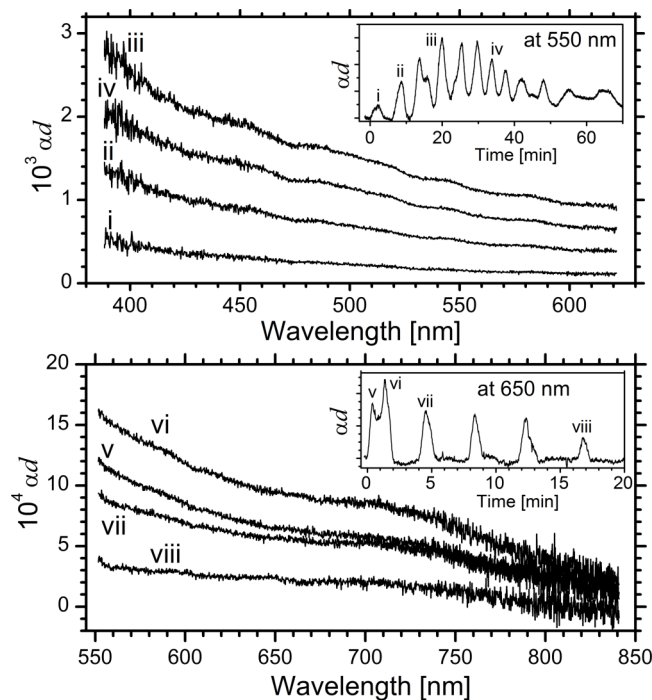 3
2
1
0
10³ αd
iii
iv
ii
i
400 450 500 550 600
Wavelength [nm]
αd
at 550 nm
i ii iii iv
0 20 40 60
Time [min]
20
15
10
5
0
10⁴ αd
vi
v
vii
viii
550 600 650 700 750 800 850
Wavelength [nm]
αd
at 650 nm
v vi vii viii
0 5 10 15 20
Time [min]